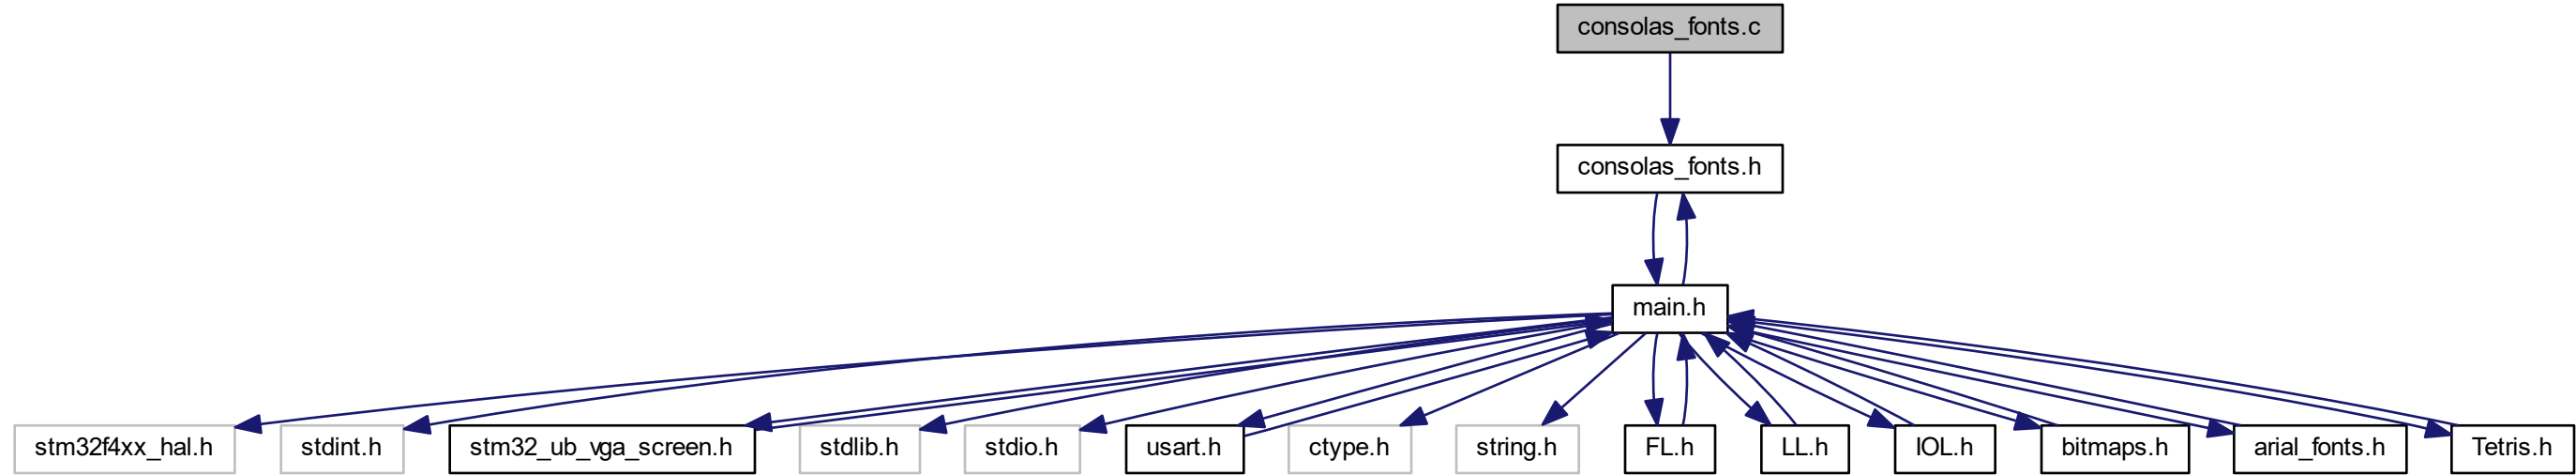 consolas_fonts.c
consolas_fonts.h
main.h
stm32f4xx_hal.h
stdint.h
stm32_ub_vga_screen.h
stdlib.h
stdio.h
usart.h
ctype.h
string.h
FL.h
LL.h
IOL.h
bitmaps.h
arial_fonts.h
Tetris.h